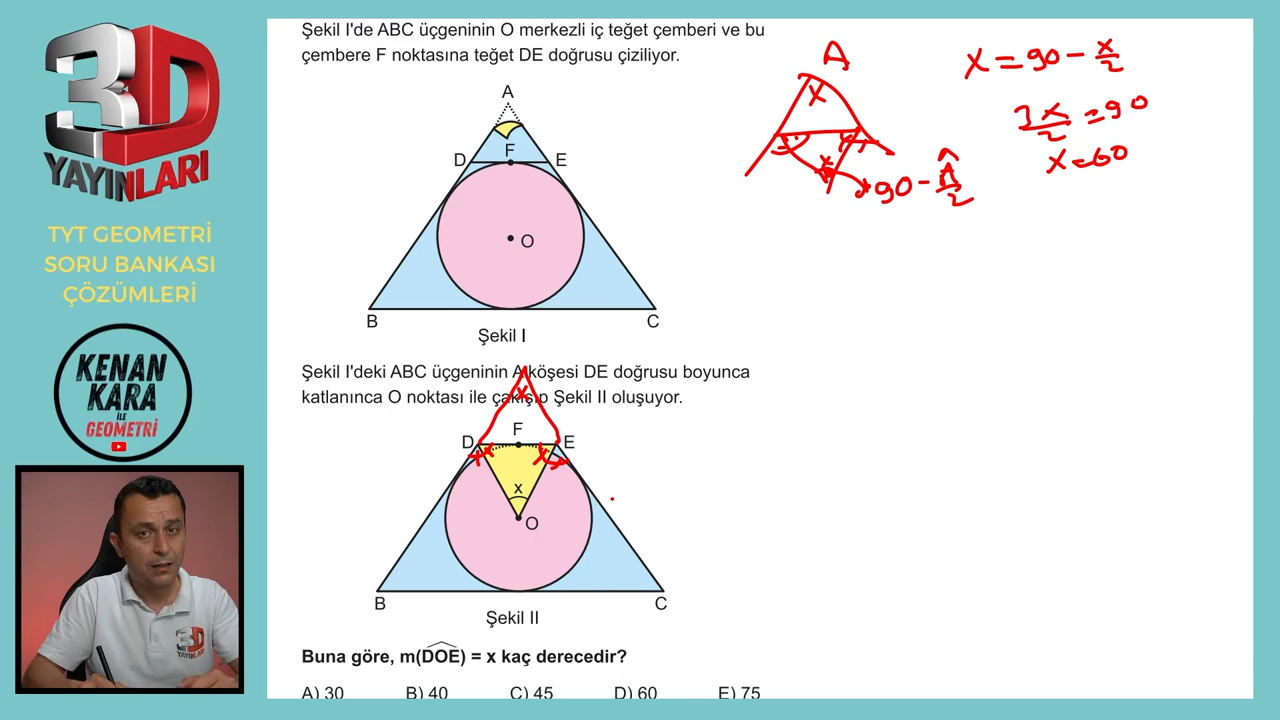 3D
YAYINLARI
TYT GEOMETRİ
SORU BANKASI
ÇÖZÜMLERİ
KENAN
KARA
İLE
GEOMETRİ
3D
YAYINLARI
Şekil I'de ABC üçgeninin O merkezli iç teğet çemberi ve bu
çembere F noktasına teğet DE doğrusu çiziliyor.
A
D F E
O
B C
Şekil I
Şekil I'deki ABC üçgeninin A köşesi DE doğrusu boyunca
katlanınca O noktası ile çakışıp Şekil II oluşuyor.
x
D F E
x x x x
x
O
B C
Şekil II
Buna göre, m(DOE) = x kaç derecedir?
A) 30 B) 40 C) 45 D) 60 E) 75
A
x
x
90 - Â/2
x = 90 - x/2
3x/2 = 90
x = 60